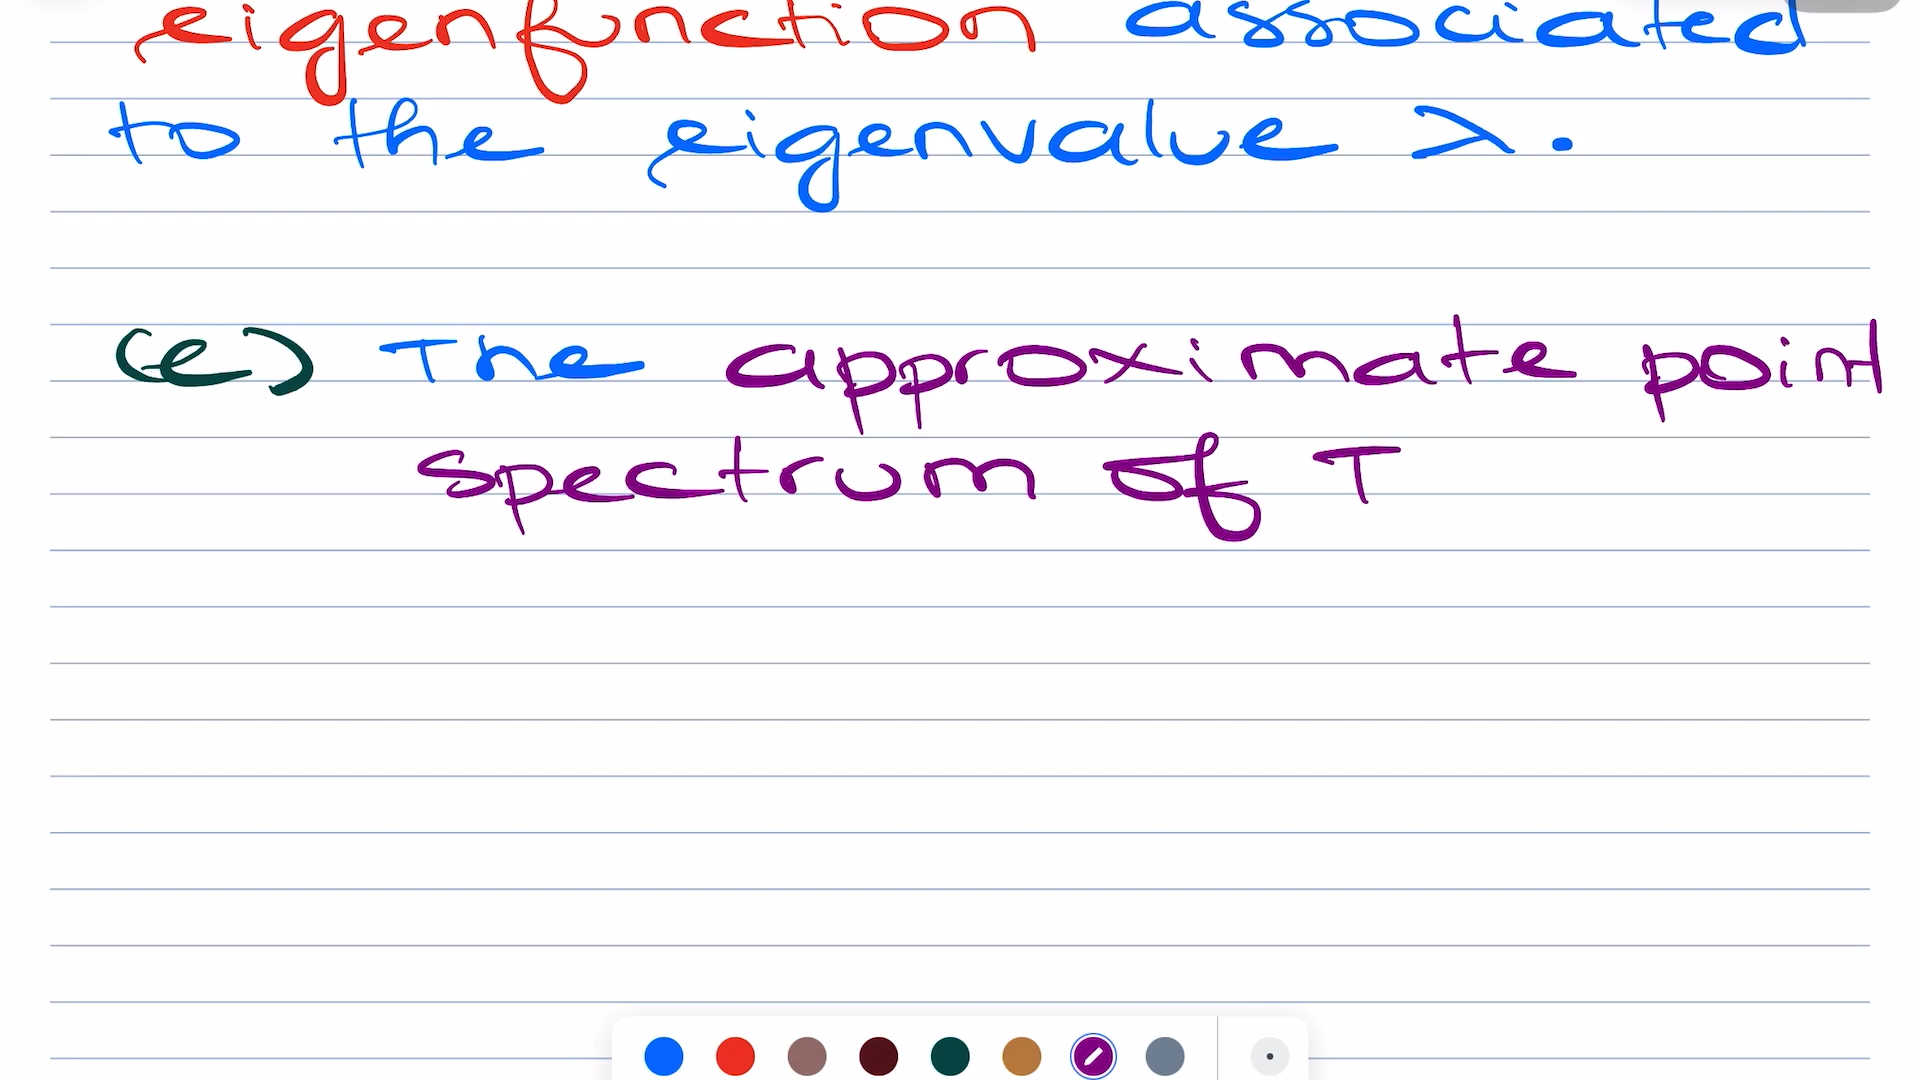 eigenfunction associated
to the eigenvalue λ.
(e) The approximate point
spectrum of T